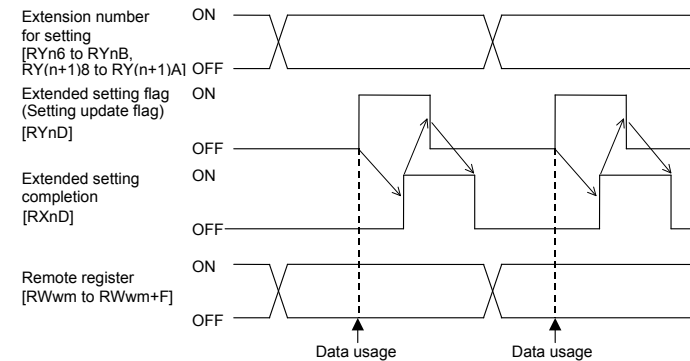 Extension number
for setting
[RYn6 to RYnB,
RY(n+1)8 to RY(n+1)A]
ON
OFF
Extended setting flag
(Setting update flag)
[RYnD]
ON
OFF
Extended setting
completion
[RXnD]
ON
OFF
Remote register
[RWwm to RWwm+F]
ON
OFF
Data usage
Data usage